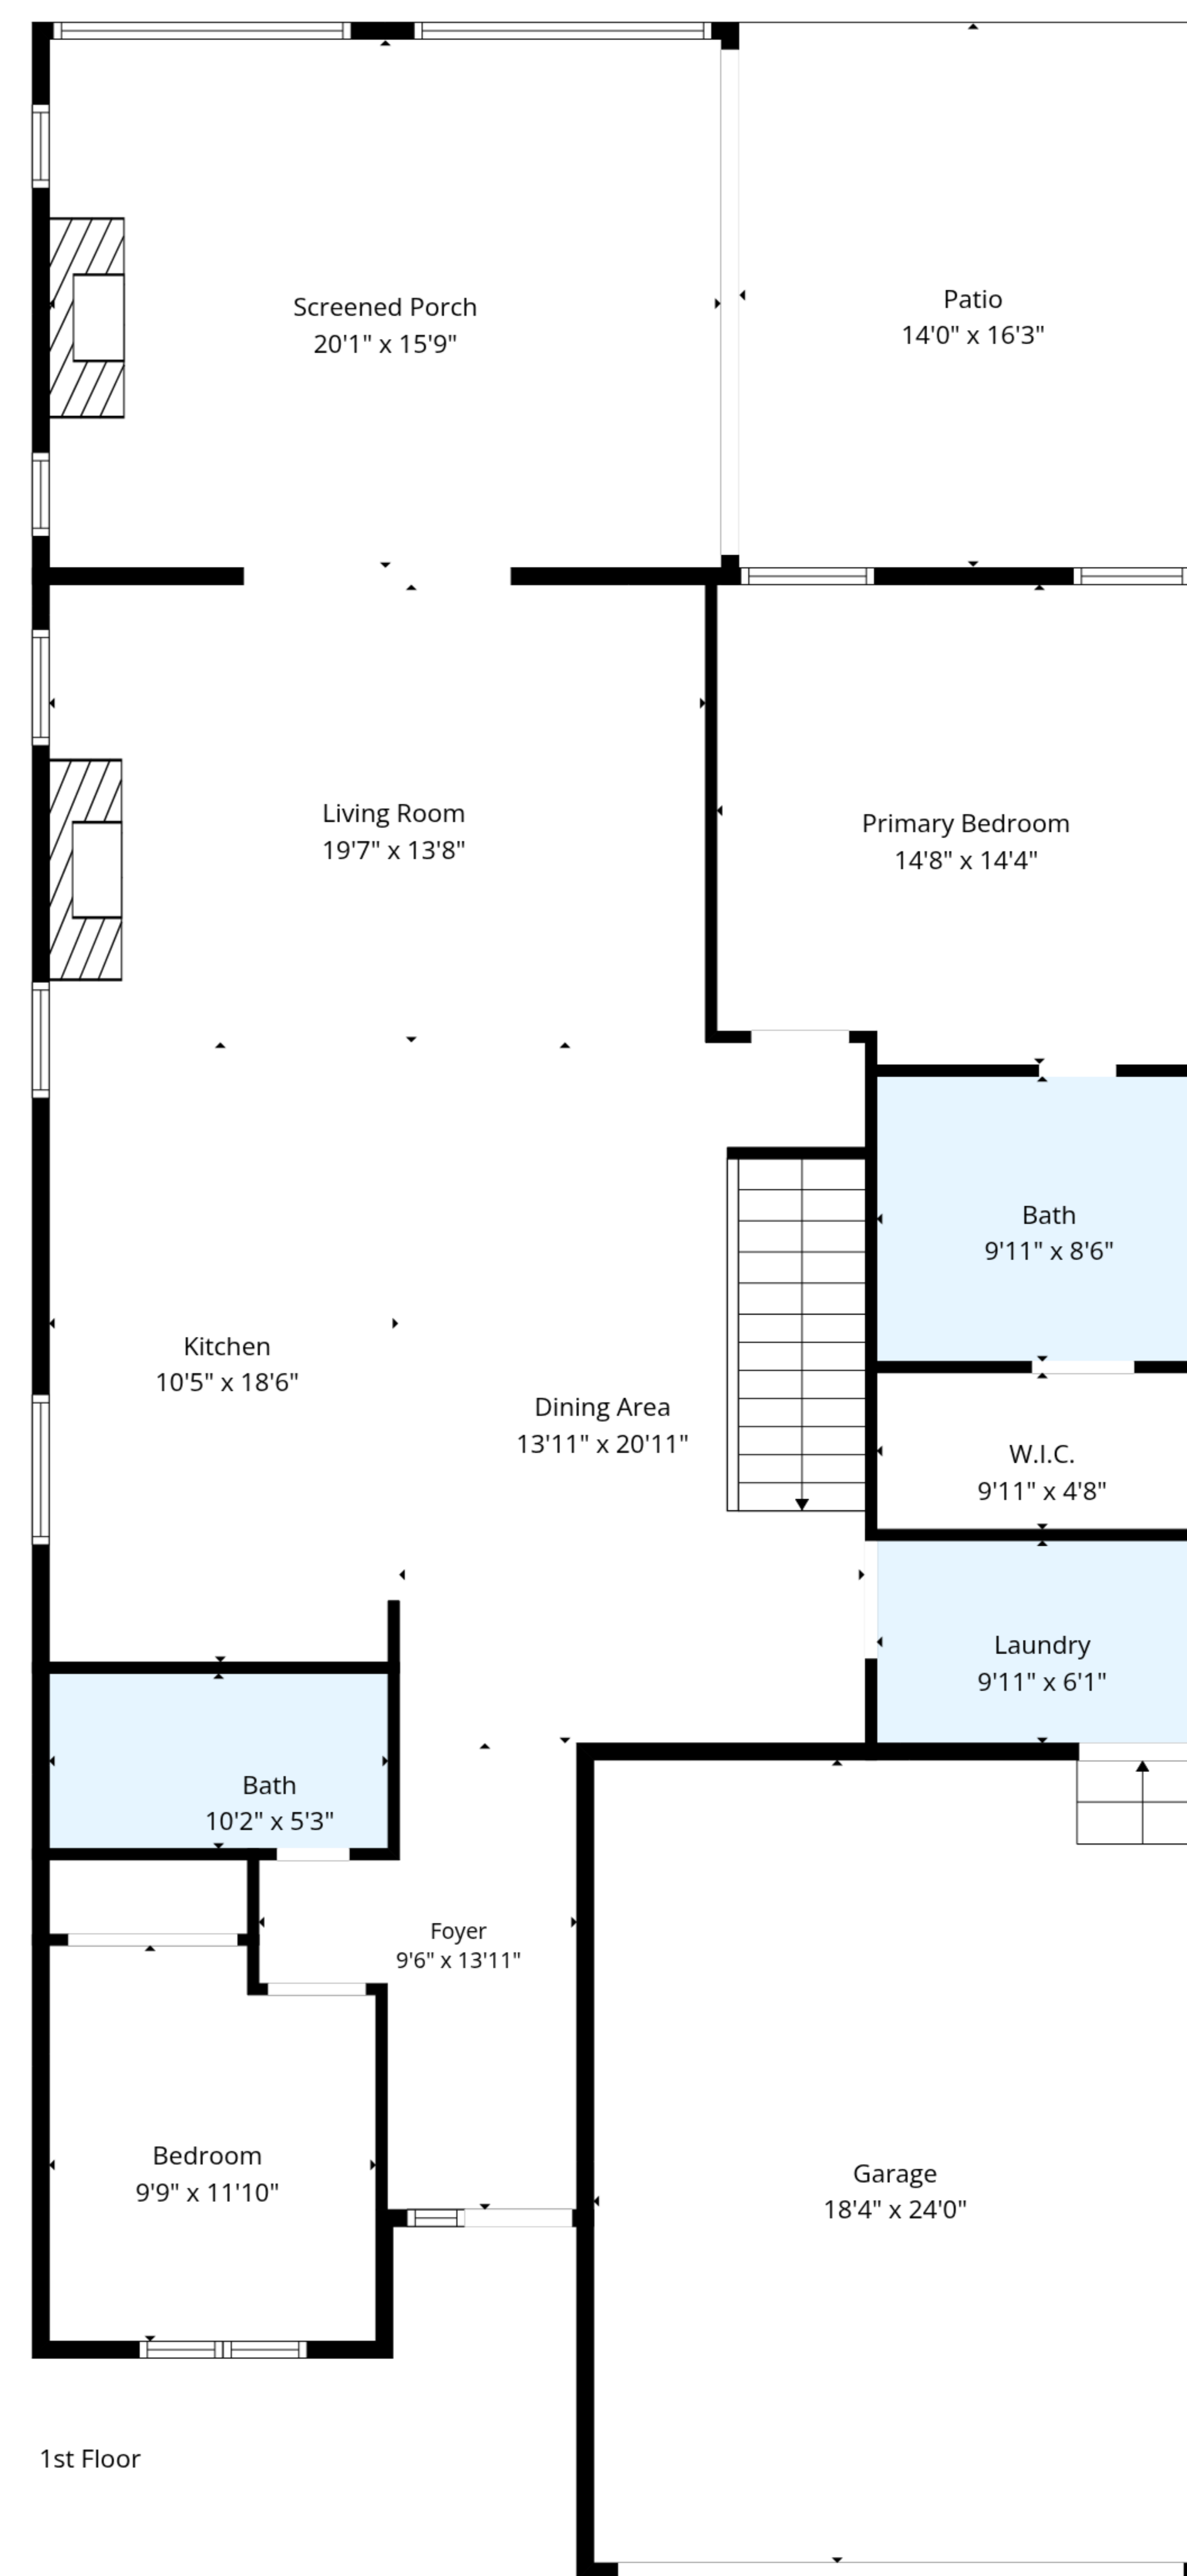 Screened Porch
20'1" x 15'9"
Patio
14'0" x 16'3"
Living Room
19'7" x 13'8"
Primary Bedroom
14'8" x 14'4"
Bath
9'11" x 8'6"
Kitchen
10'5" x 18'6"
Dining Area
13'11" x 20'11"
W.I.C.
9'11" x 4'8"
Laundry
9'11" x 6'1"
Bath
10'2" x 5'3"
Foyer
9'6" x 13'11"
Bedroom
9'9" x 11'10"
Garage
18'4" x 24'0"
1st Floor